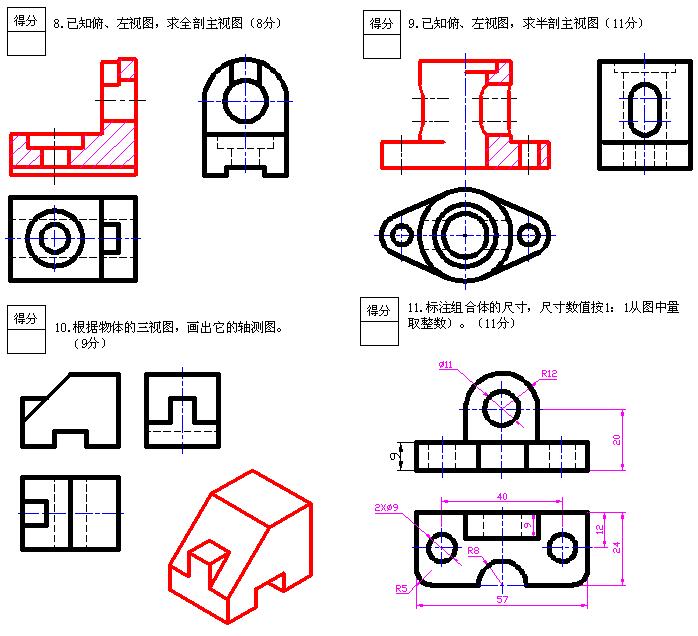 得分
8.已知俯、左视图，求全剖主视图（8分）
得分
9.已知俯、左视图，求半剖主视图（11分）
得分
10.根据物体的三视图，画出它的轴测图。
（9分）
得分
11.标注组合体的尺寸，尺寸数值按1：1从图中量
取整数）。（11分）
ø11
R12
9
20
40
2Xø9
9
12
24
R8
R5
57